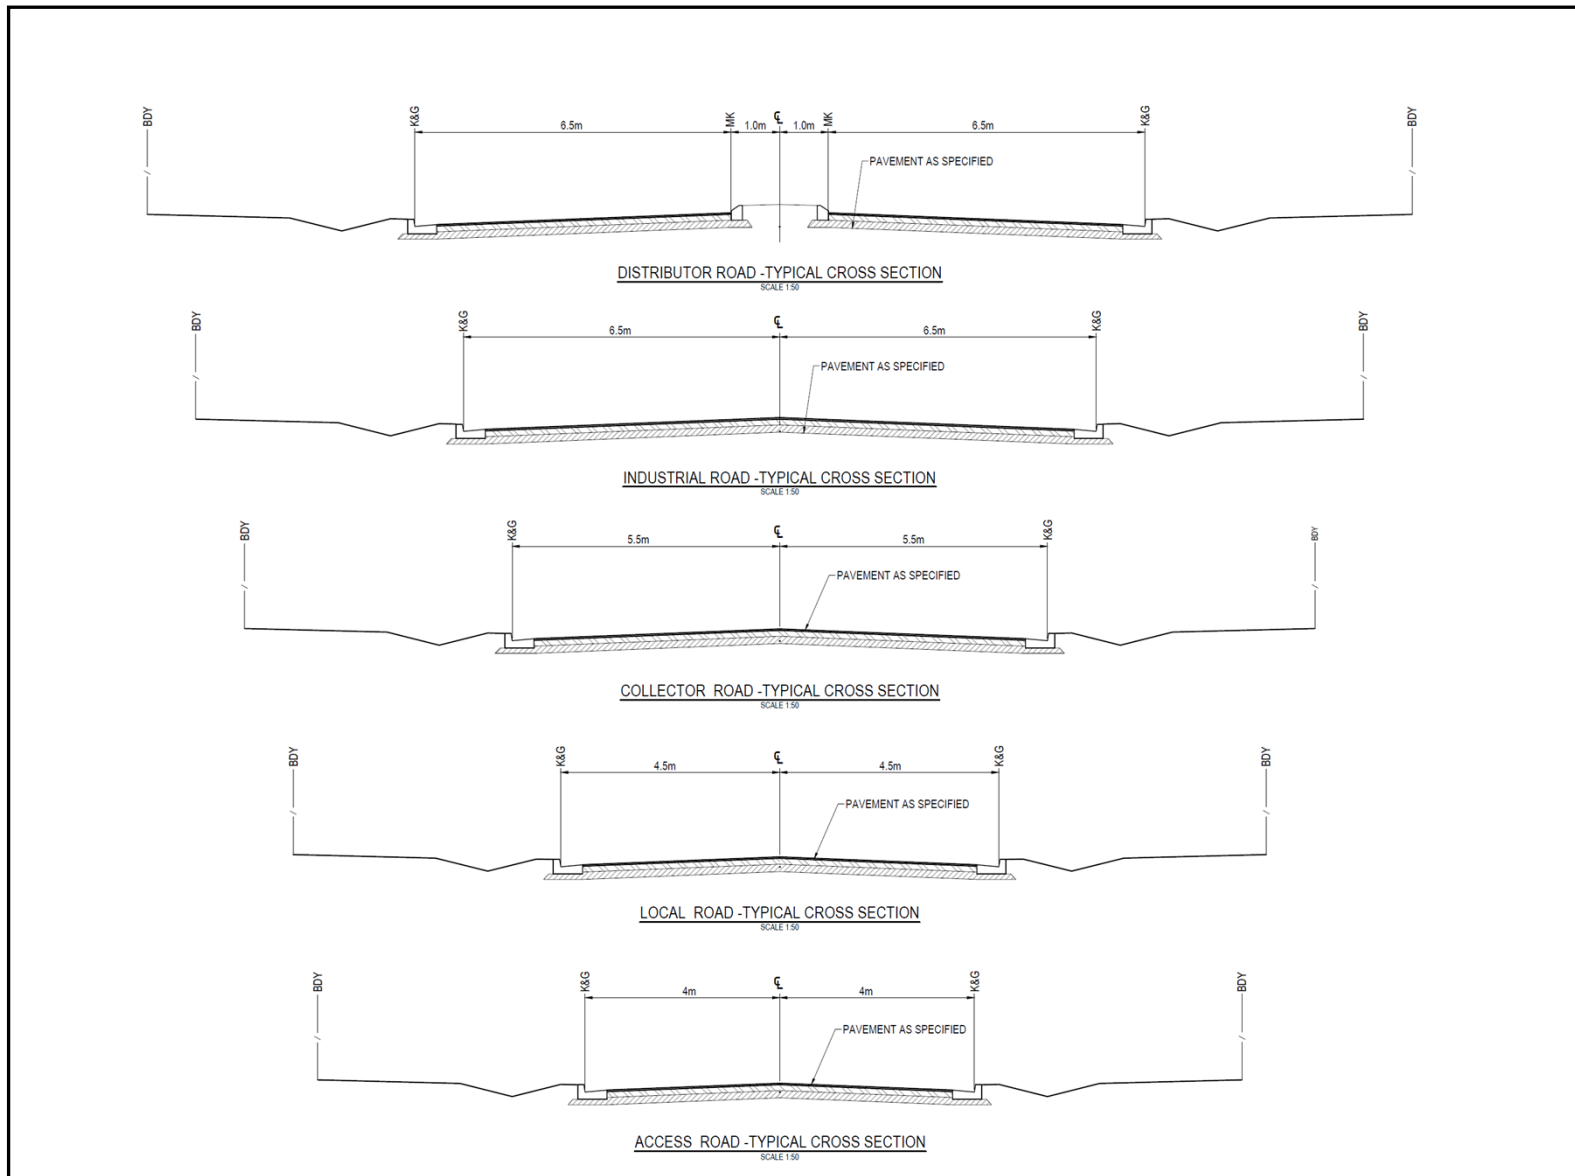 BDY K&G 6.5m MK 1.0m ℄ 1.0m MK 6.5m K&G BDY
PAVEMENT AS SPECIFIED
DISTRIBUTOR ROAD -TYPICAL CROSS SECTION
SCALE 1:50
BDY K&G 6.5m ℄ 6.5m K&G BDY
PAVEMENT AS SPECIFIED
INDUSTRIAL ROAD -TYPICAL CROSS SECTION
SCALE 1:50
BDY K&G 5.5m ℄ 5.5m K&G BDY
PAVEMENT AS SPECIFIED
COLLECTOR ROAD -TYPICAL CROSS SECTION
SCALE 1:50
BDY K&G 4.5m ℄ 4.5m K&G BDY
PAVEMENT AS SPECIFIED
LOCAL ROAD -TYPICAL CROSS SECTION
SCALE 1:50
BDY K&G 4m ℄ 4m K&G BDY
PAVEMENT AS SPECIFIED
ACCESS ROAD -TYPICAL CROSS SECTION
SCALE 1:50